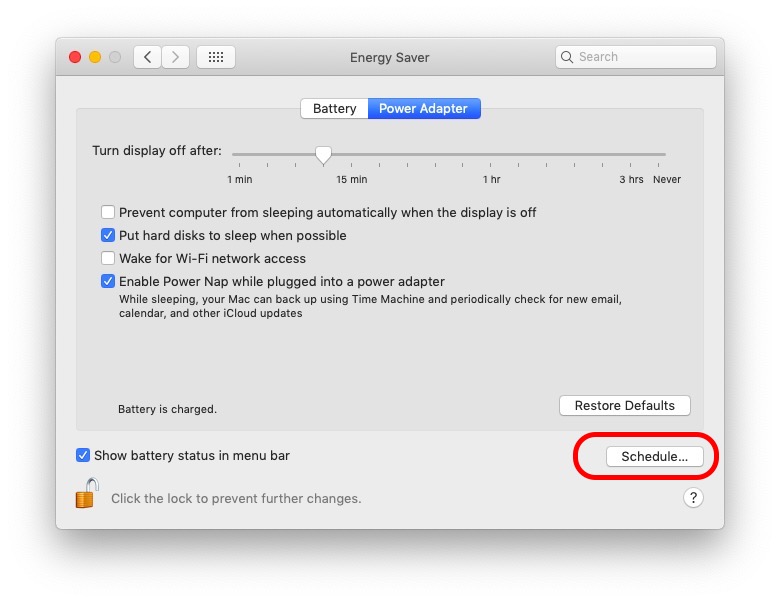 Energy Saver
Search
Battery
Power Adapter
Turn display off after:
1 min
15 min
1 hr
3 hrs
Never
Prevent computer from sleeping automatically when the display is off
Put hard disks to sleep when possible
Wake for Wi-Fi network access
Enable Power Nap while plugged into a power adapter
While sleeping, your Mac can back up using Time Machine and periodically check for new email,
calendar, and other iCloud updates
Battery is charged.
Restore Defaults
Show battery status in menu bar
Schedule...
Click the lock to prevent further changes.
?